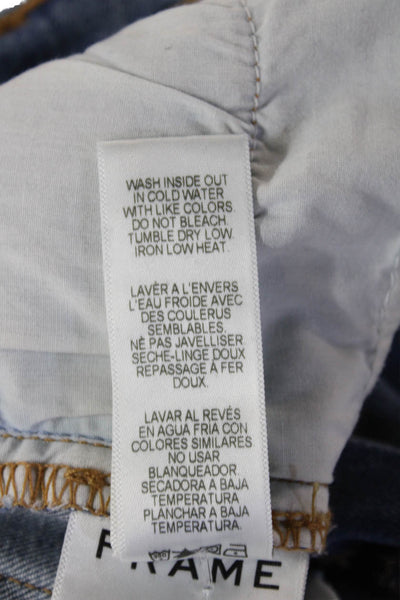 WASH INSIDE OUT
IN COLD WATER
WITH LIKE COLORS.
DO NOT BLEACH.
TUMBLE DRY LOW.
IRON LOW HEAT.
LAVÈR A L'ENVERS
L'EAU FROIDE AVEC
DES COULERUS
SEMBLABLES.
NÉ PAS JAVELLISER
SECHE-LINGE DOUX
REPASSAGE À FER
DOUX.
LAVAR AL REVÉS
EN AGUA FRIA CON
COLORES SIMILARES
NO USAR
BLANQUEADOR.
SECADORA A BAJA
TEMPERATURA
PLANCHAR A BAJA
TEMPERATURA.
FRAME